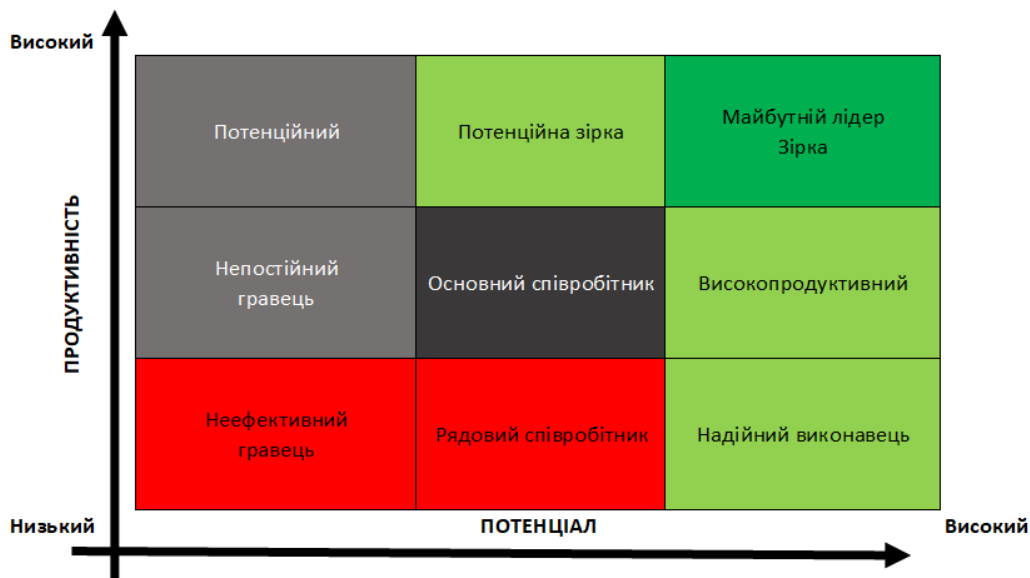 Високий
Потенційний
Потенційна зірка
Майбутній лідер
Зірка
ПРОДУКТИВНІСТЬ
Непостійний
гравець
Основний співробітник
Високопродуктивний
Неефективний
гравець
Рядовий співробітник
Надійний виконавець
Низький
ПОТЕНЦІАЛ
Високий